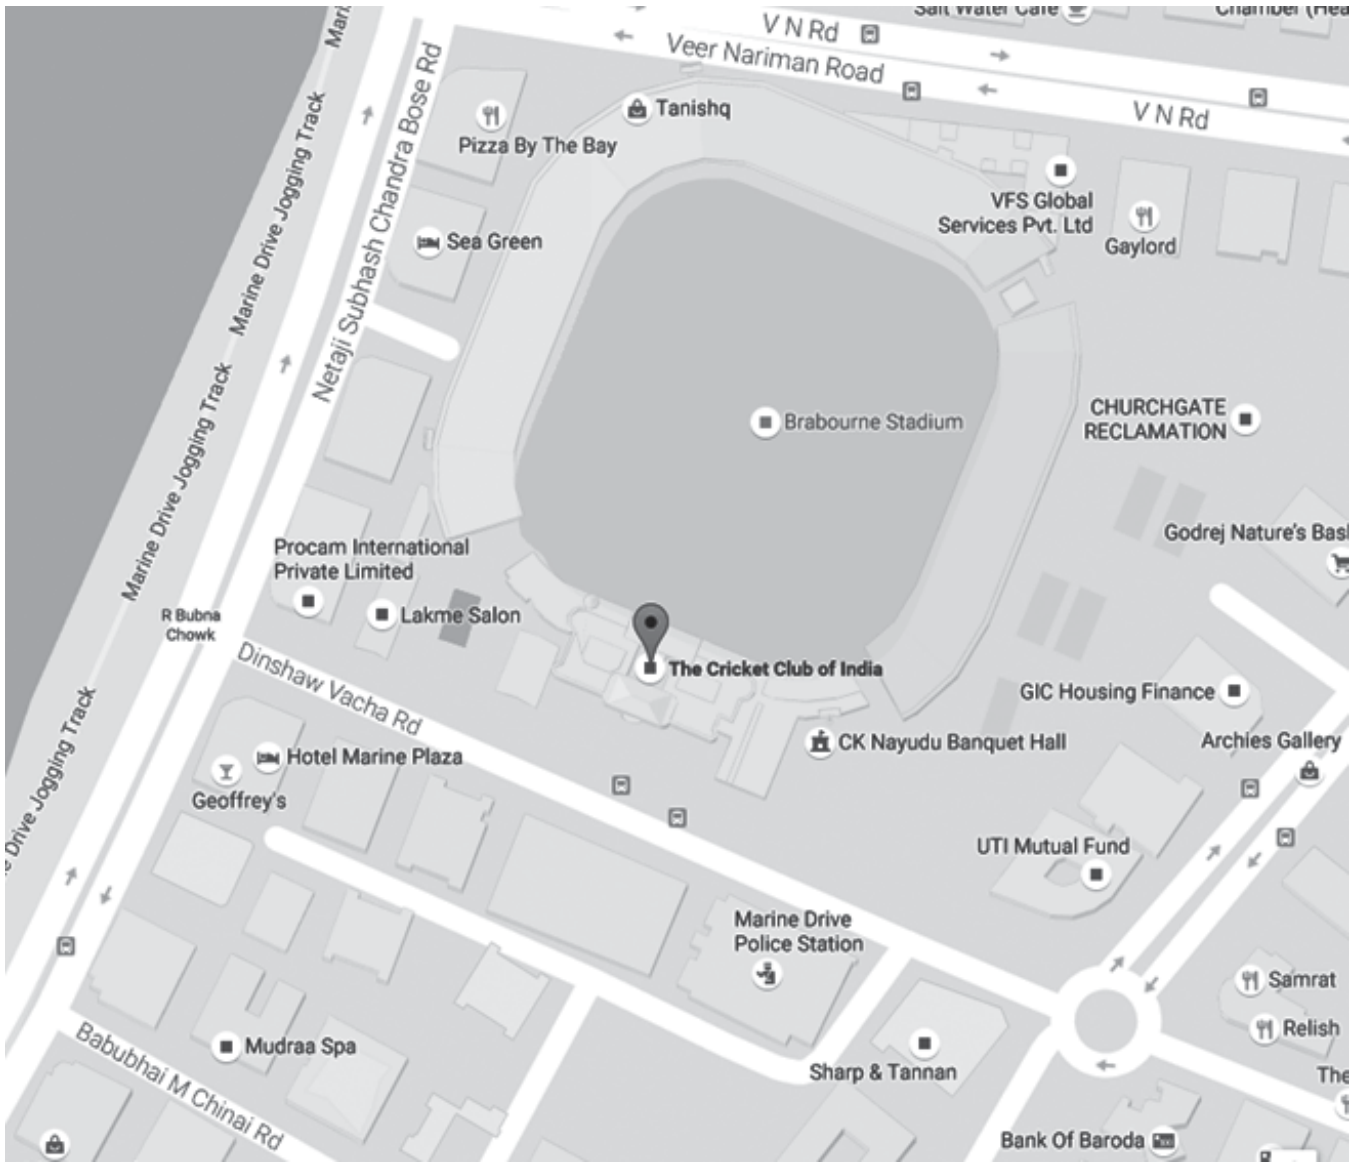 Salt Water Cafe
V N Rd
Veer Nariman Road
V N Rd
Tanishq
Pizza By The Bay
Netaji Subhash Chandra Bose Rd
Marine Drive Jogging Track
VFS Global
Services Pvt. Ltd
Gaylord
Sea Green
Marine Drive Jogging Track
Brabourne Stadium
CHURCHGATE
RECLAMATION
Godrej Nature's
Procam International
Private Limited
Lakme Salon
R Bubna
Chowk
Dinshaw Vacha Rd
The Cricket Club of India
GIC Housing Finance
CK Nayudu Banquet Hall
Archies Gallery
Hotel Marine Plaza
Geoffrey's
Drive Jogging Track
UTI Mutual Fund
Marine Drive
Police Station
Samrat
Relish
Mudraa Spa
Sharp & Tannan
The
Babubhai M Chinai Rd
Bank Of Baroda